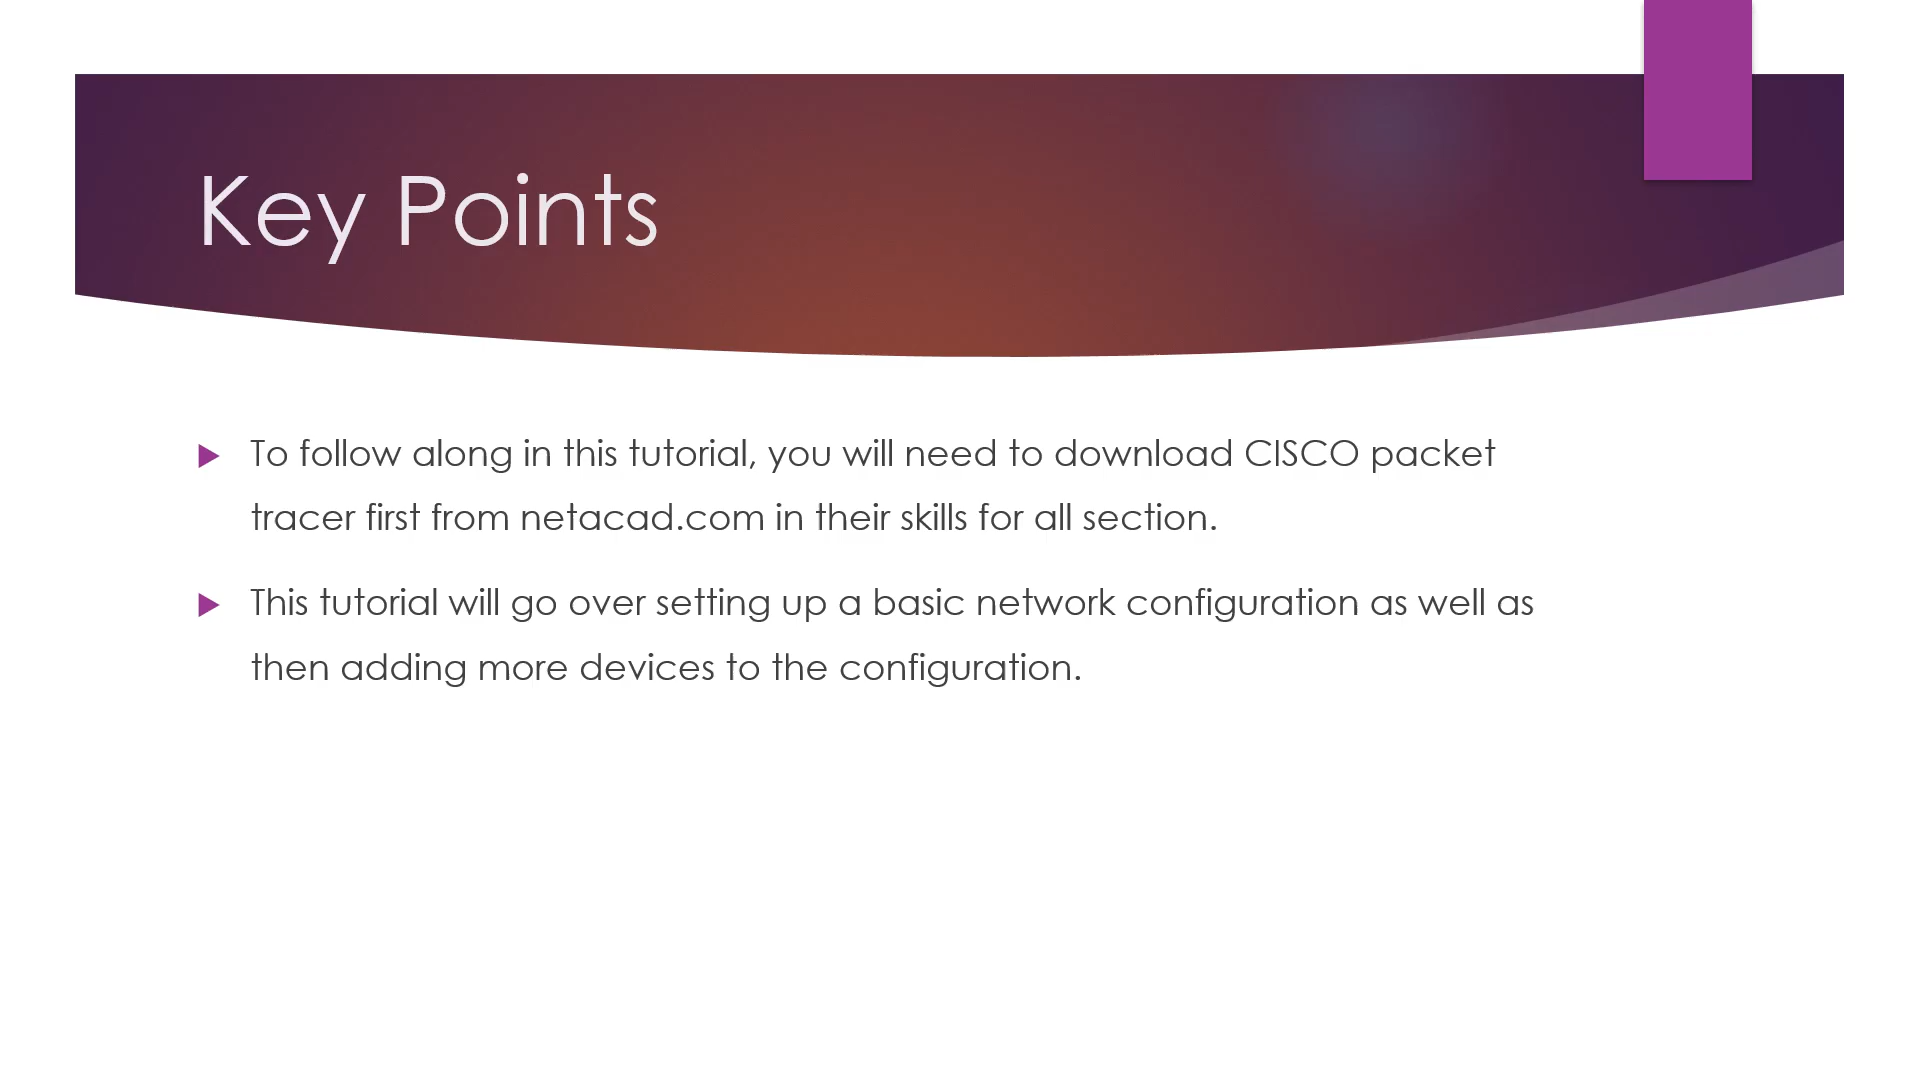 Key Points
To follow along in this tutorial, you will need to download CISCO packet
tracer first from netacad.com in their skills for all section.
This tutorial will go over setting up a basic network configuration as well as
then adding more devices to the configuration.